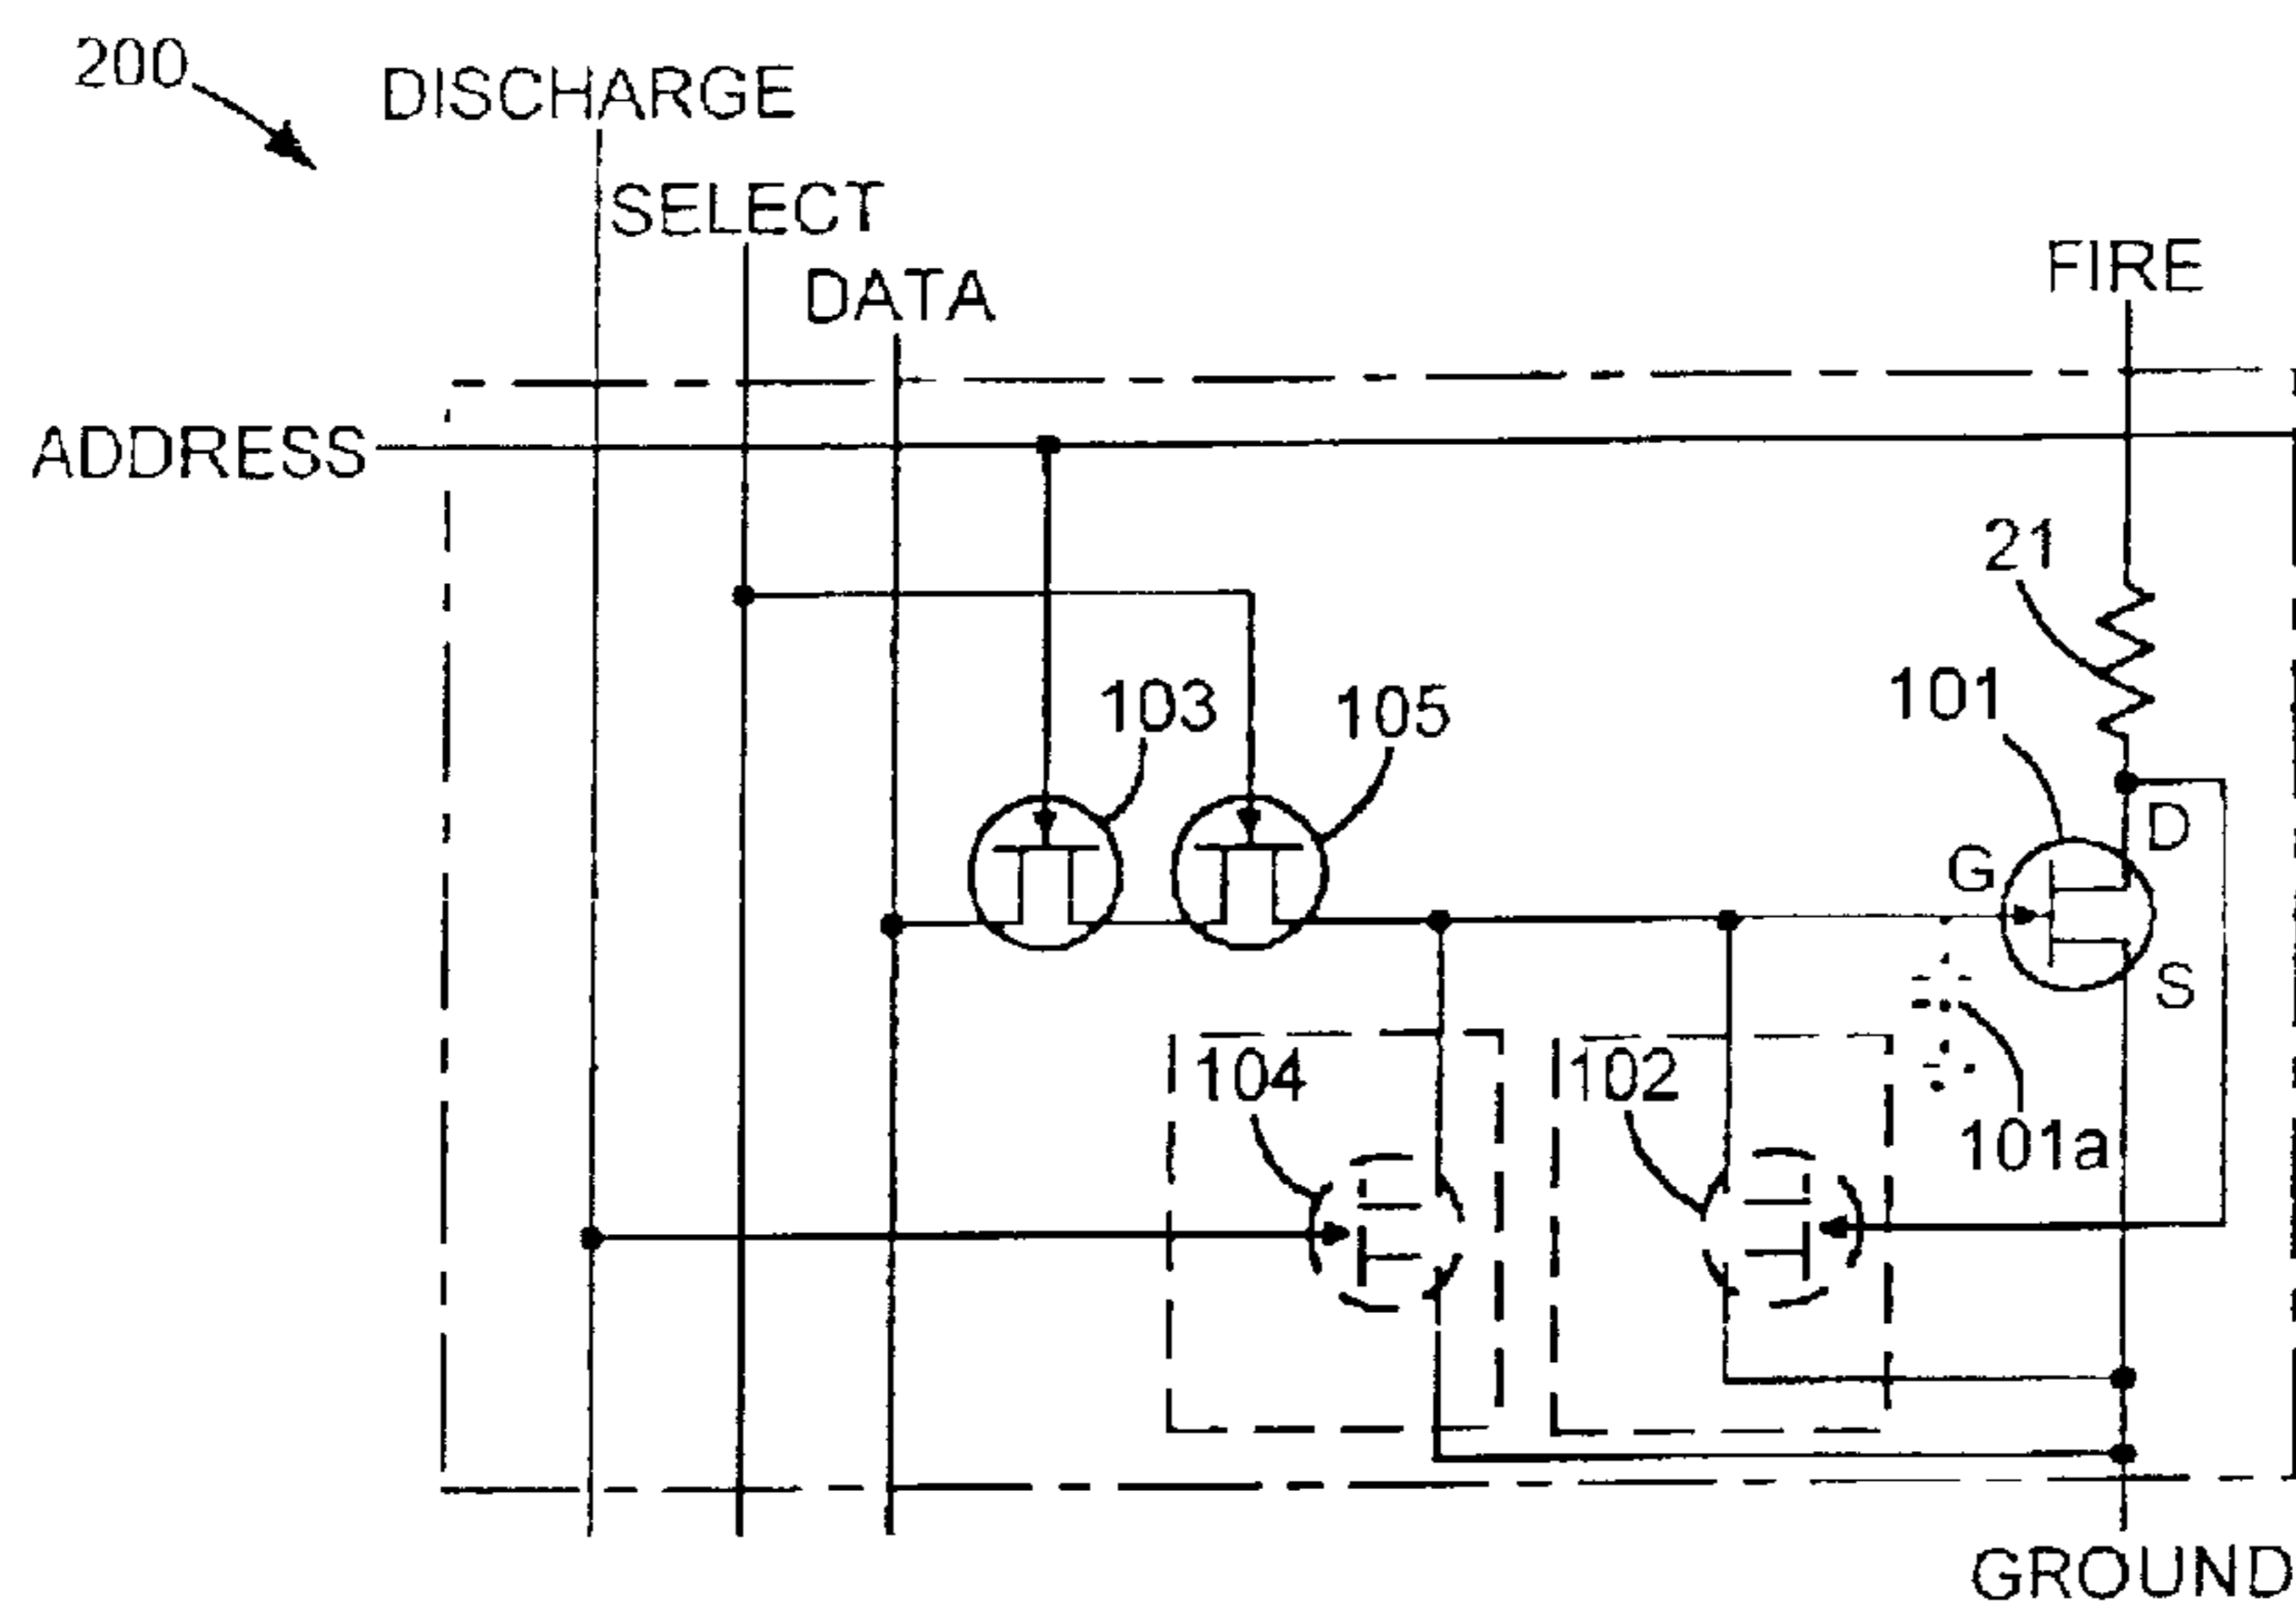 200
DISCHARGE
SELECT
DATA
FIRE
ADDRESS
21
103
105
101
D
G
S
104
102
101a
GROUND